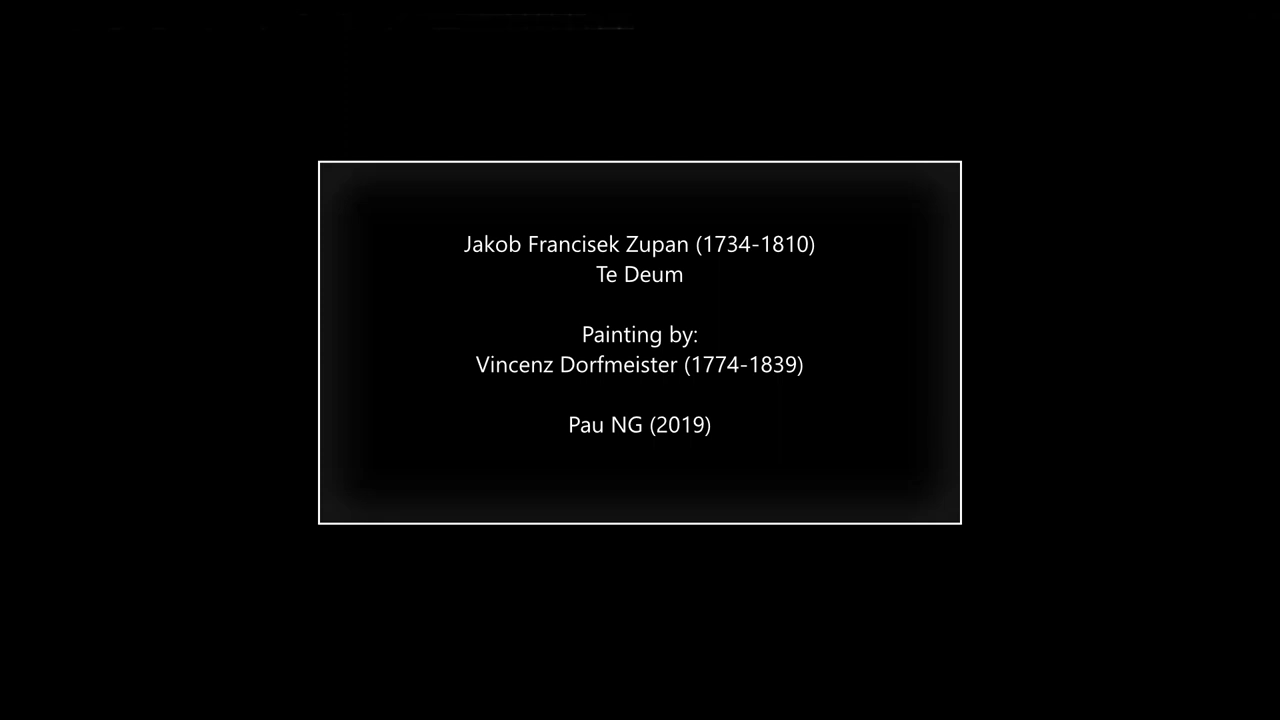 Jakob Francisek Zupan (1734-1810)
Te Deum
Painting by:
Vincenz Dorfmeister (1774-1839)
Pau NG (2019)